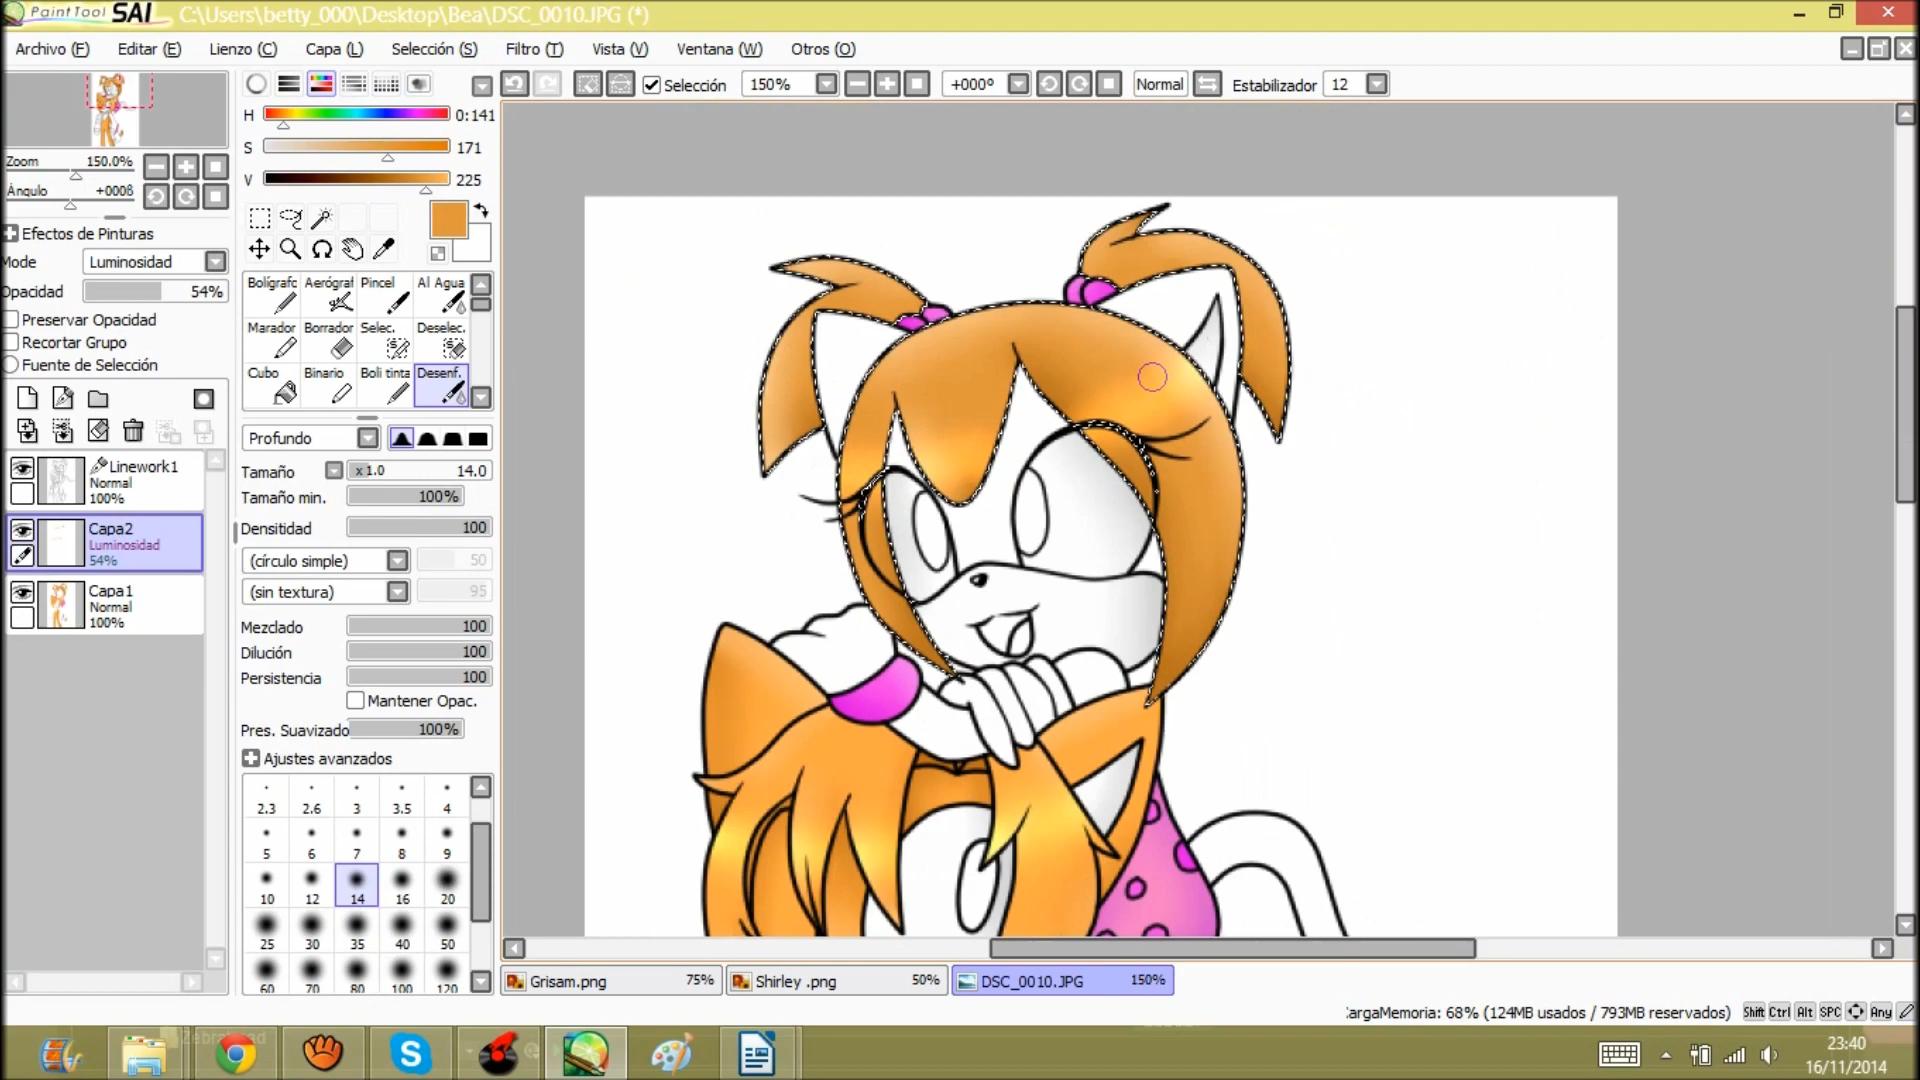 PaintTool SAI C:\Users\betty_000\Desktop\Bea\DSC_0010.JPG (*)
Archivo (F) Editar (E) Lienzo (C) Capa (L) Selección (S) Filtro (T) Vista (V) Ventana (W) Otros (O)
Selección 150% +000º Normal Estabilizador 12
H 0:141
S 171
V 225
Zoom 150.0%
Ángulo +000ß
Efectos de Pinturas
Mode Luminosidad
Opacidad 54%
Preservar Opacidad
Recortar Grupo
Fuente de Selección
Linework1
Normal
100%
Capa2
Luminosidad
54%
Capa1
Normal
100%
Bolígrafc Aerógraf Pincel Al Agua
Marador Borrador Selec. Deselec.
Cubo Binario Boli tinta Desenf.
Profundo
Tamaño x1.0 14.0
Tamaño min. 100%
Densitidad 100
(círculo simple) 50
(sin textura) 95
Mezclado 100
Dilución 100
Persistencia 100
Mantener Opac.
Pres. Suavizado 100%
Ajustes avanzados
2.3 2.6 3 3.5 4
5 6 7 8 9
10 12 14 16 20
25 30 35 40 50
60 70 80 100 120
Grisam.png 75% Shirley .png 50% DSC_0010.JPG 150%
CargaMemoria: 68% (124MB usados / 793MB reservados) Shift Ctrl Alt SPC Any
23:40
16/11/2014